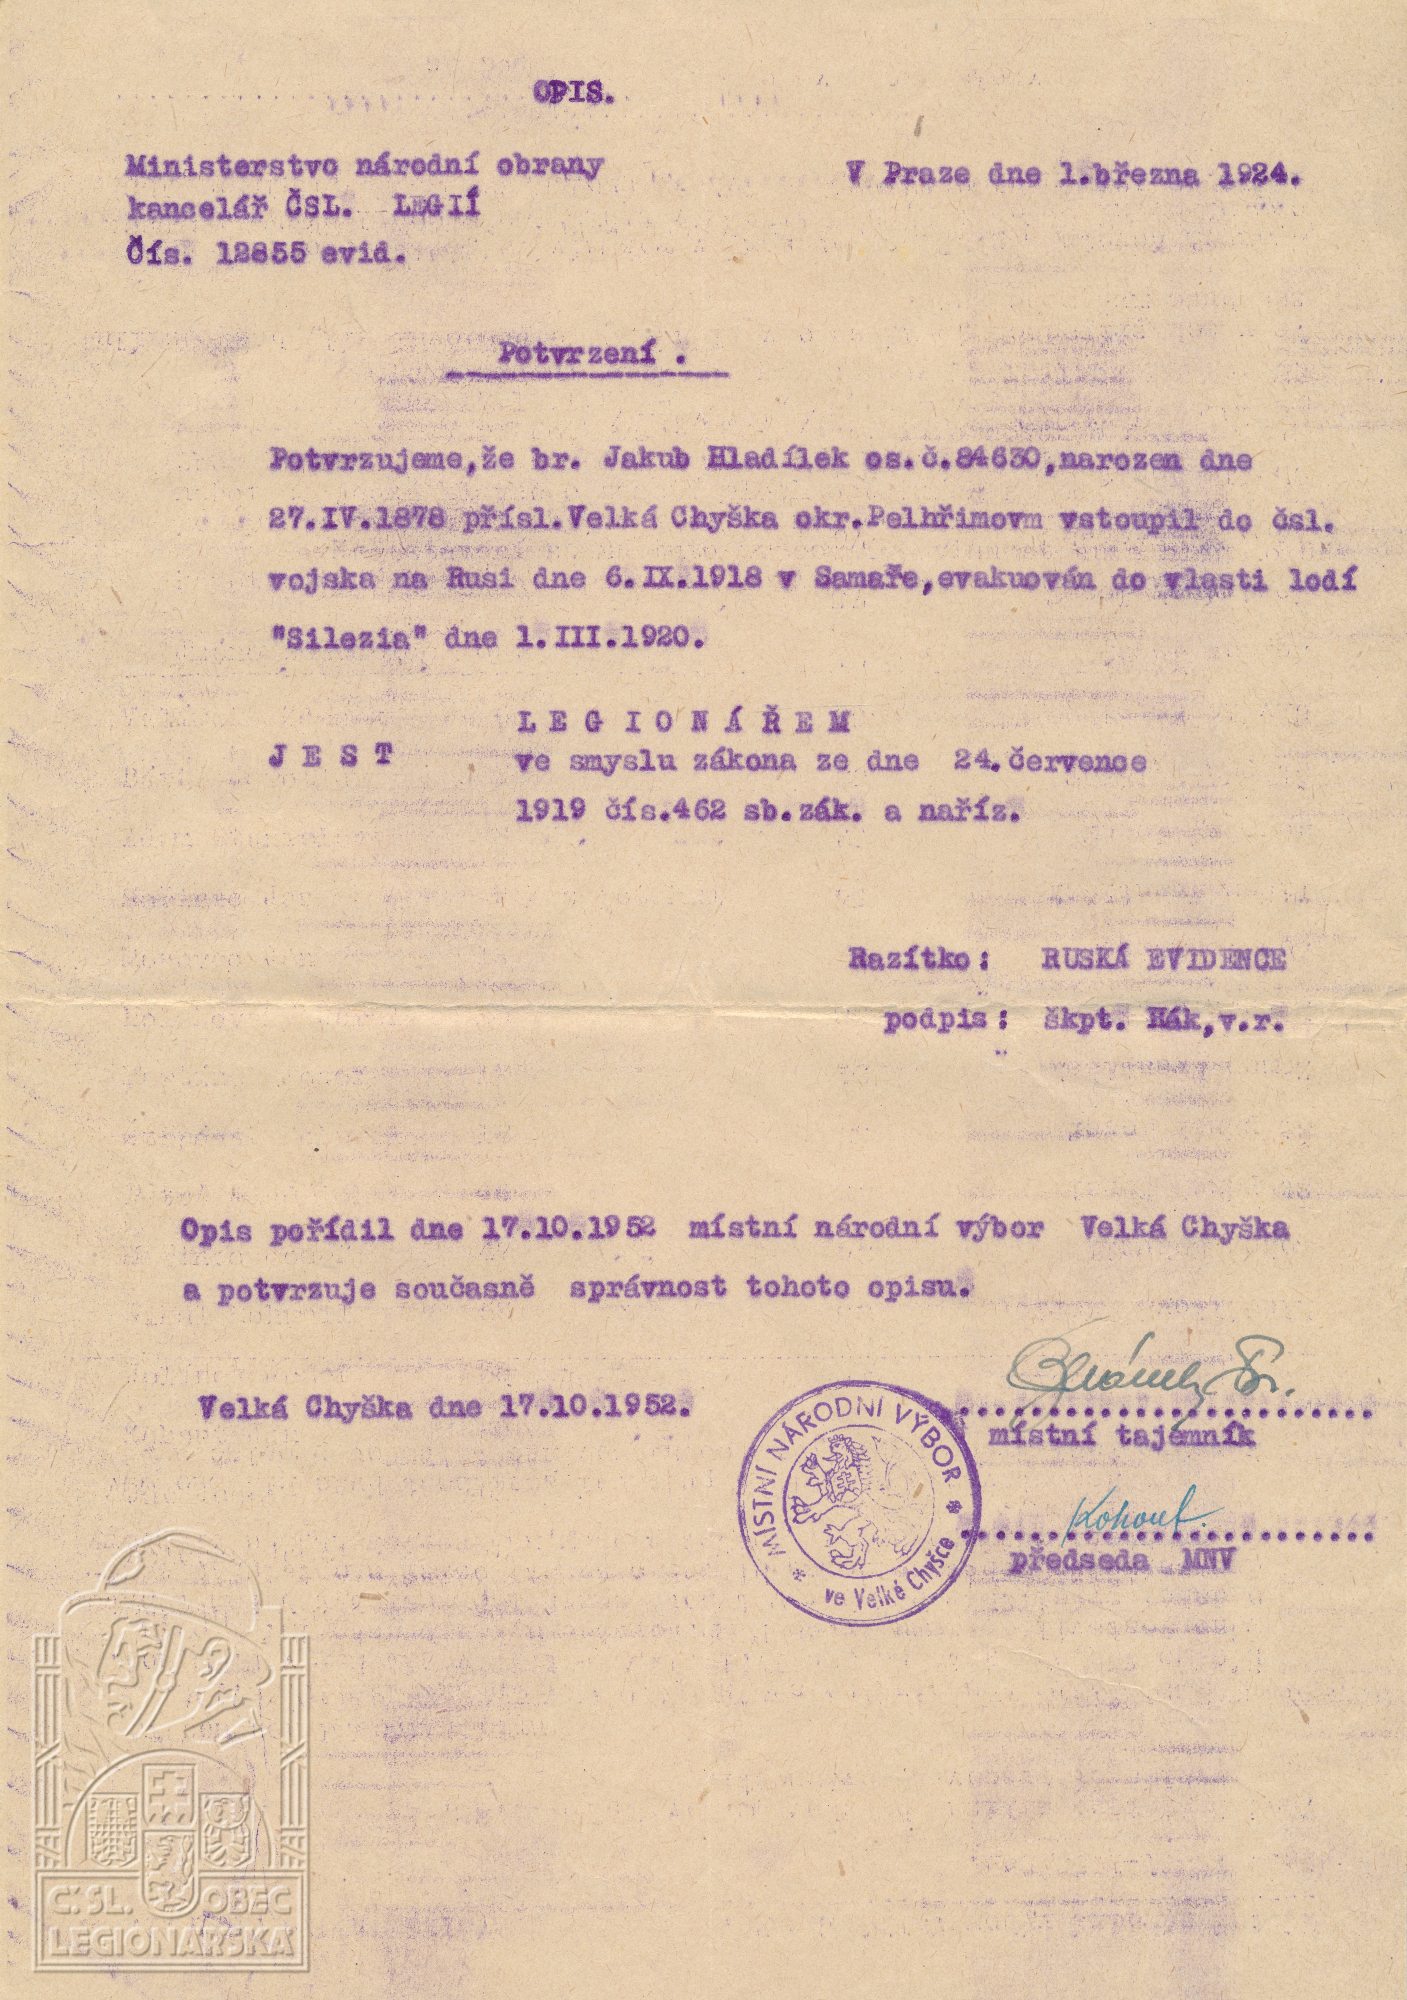 OPIS.
Ministerstvo národní obrany
V Praze dne 1.března 1924.
kancelář ČSL. LEGIÍ
Čís. 12855 evid.
Potvrzení .
Potvrzujeme,že br. Jakub Hladílek os.č.84630,narozen dne
27.IV.1878 přísl.Velká Chyška okr.Pelhřimovm vstoupil do čsl.
vojska na Rusi dne 6.IX.1918 v Samaře,evakuován do vlasti lodí
"Silezia" dne 1.III.1920.
L E G I O N Á Ř E M
J E S T
ve smyslu zákona ze dne 24.července
1919 čís.462 sb.zák. a naříz.
Razítko: RUSKÁ EVIDENCE
podpis: škpt. Hák,v.r.
Opis pořídil dne 17.10.1952 místní národní výbor Velká Chyška
a potvrzuje současně správnost tohoto opisu.
Velká Chyška dne 17.10.1952.
místní tajemník
Kohout.
předseda MNV
MÍSTNÍ NÁRODNÍ VÝBOR
ve Velké Chyšce
Č.SL. OBEC
LEGIONÁŘSKÁ